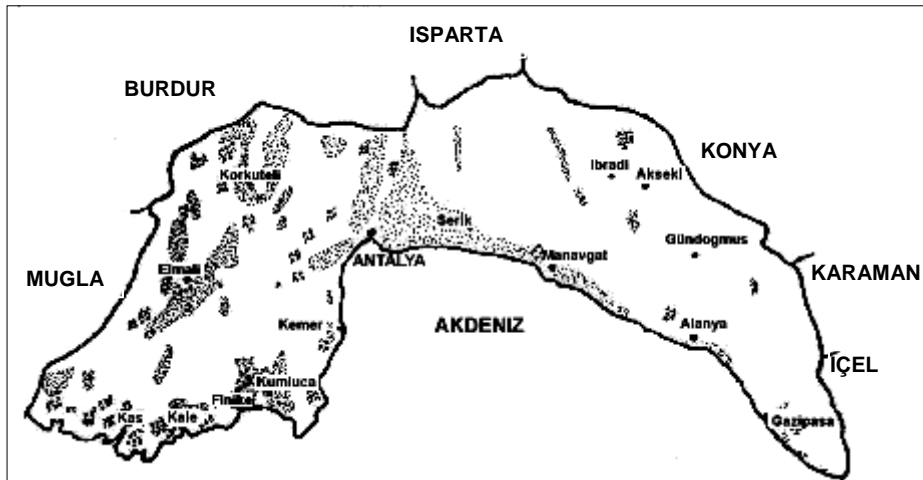 ISPARTA
BURDUR
KONYA
Ibradi
Akseki
Korkuteli
Serik
Gündogmus
ANTALYA
Manavgat
MUGLA
Elmali
KARAMAN
Kemer
AKDENIZ
Alanya
İÇEL
Kumluca
Finike
Kas
Kale
Gazipasa